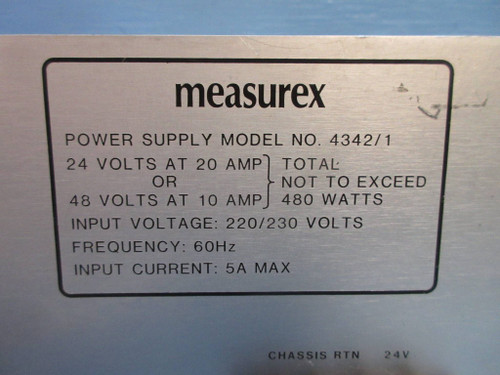 measurex
POWER SUPPLY MODEL NO. 4342/1
24 VOLTS AT 20 AMP } TOTAL:
OR } NOT TO EXCEED
48 VOLTS AT 10 AMP } 480 WATTS
INPUT VOLTAGE: 220/230 VOLTS
FREQUENCY: 60Hz
INPUT CURRENT: 5A MAX
CHASSIS RTN 24V